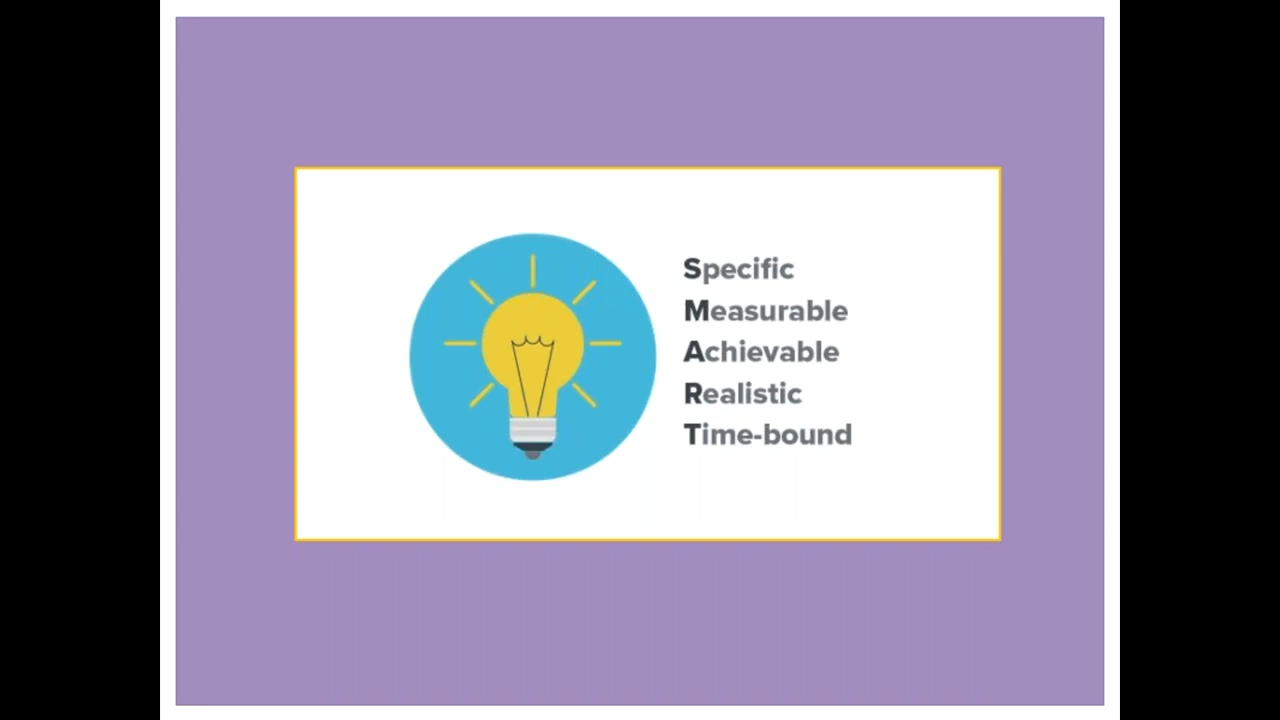 Specific
Measurable
Achievable
Realistic
Time-bound